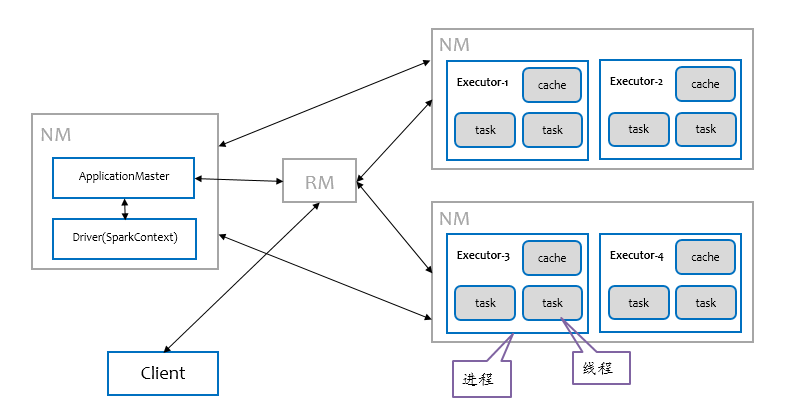 NM
ApplicationMaster
Driver(SparkContext)
RM
Client
NM
Executor-1
cache
task
task
Executor-2
cache
task
task
NM
Executor-3
cache
task
task
Executor-4
cache
task
task
进程
线程